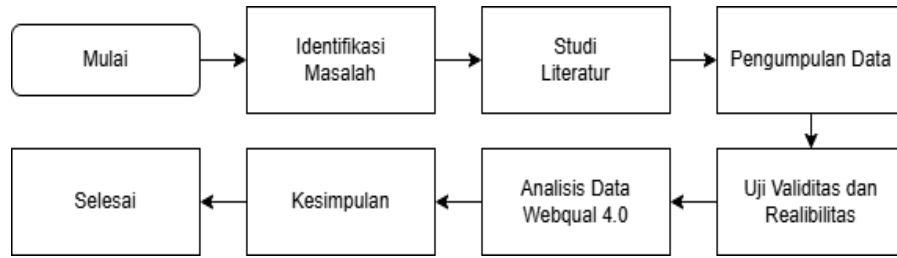 Mulai
Identifikasi
Masalah
Studi
Literatur
Pengumpulan Data
Uji Validitas dan
Realibilitas
Analisis Data
Webqual 4.0
Kesimpulan
Selesai